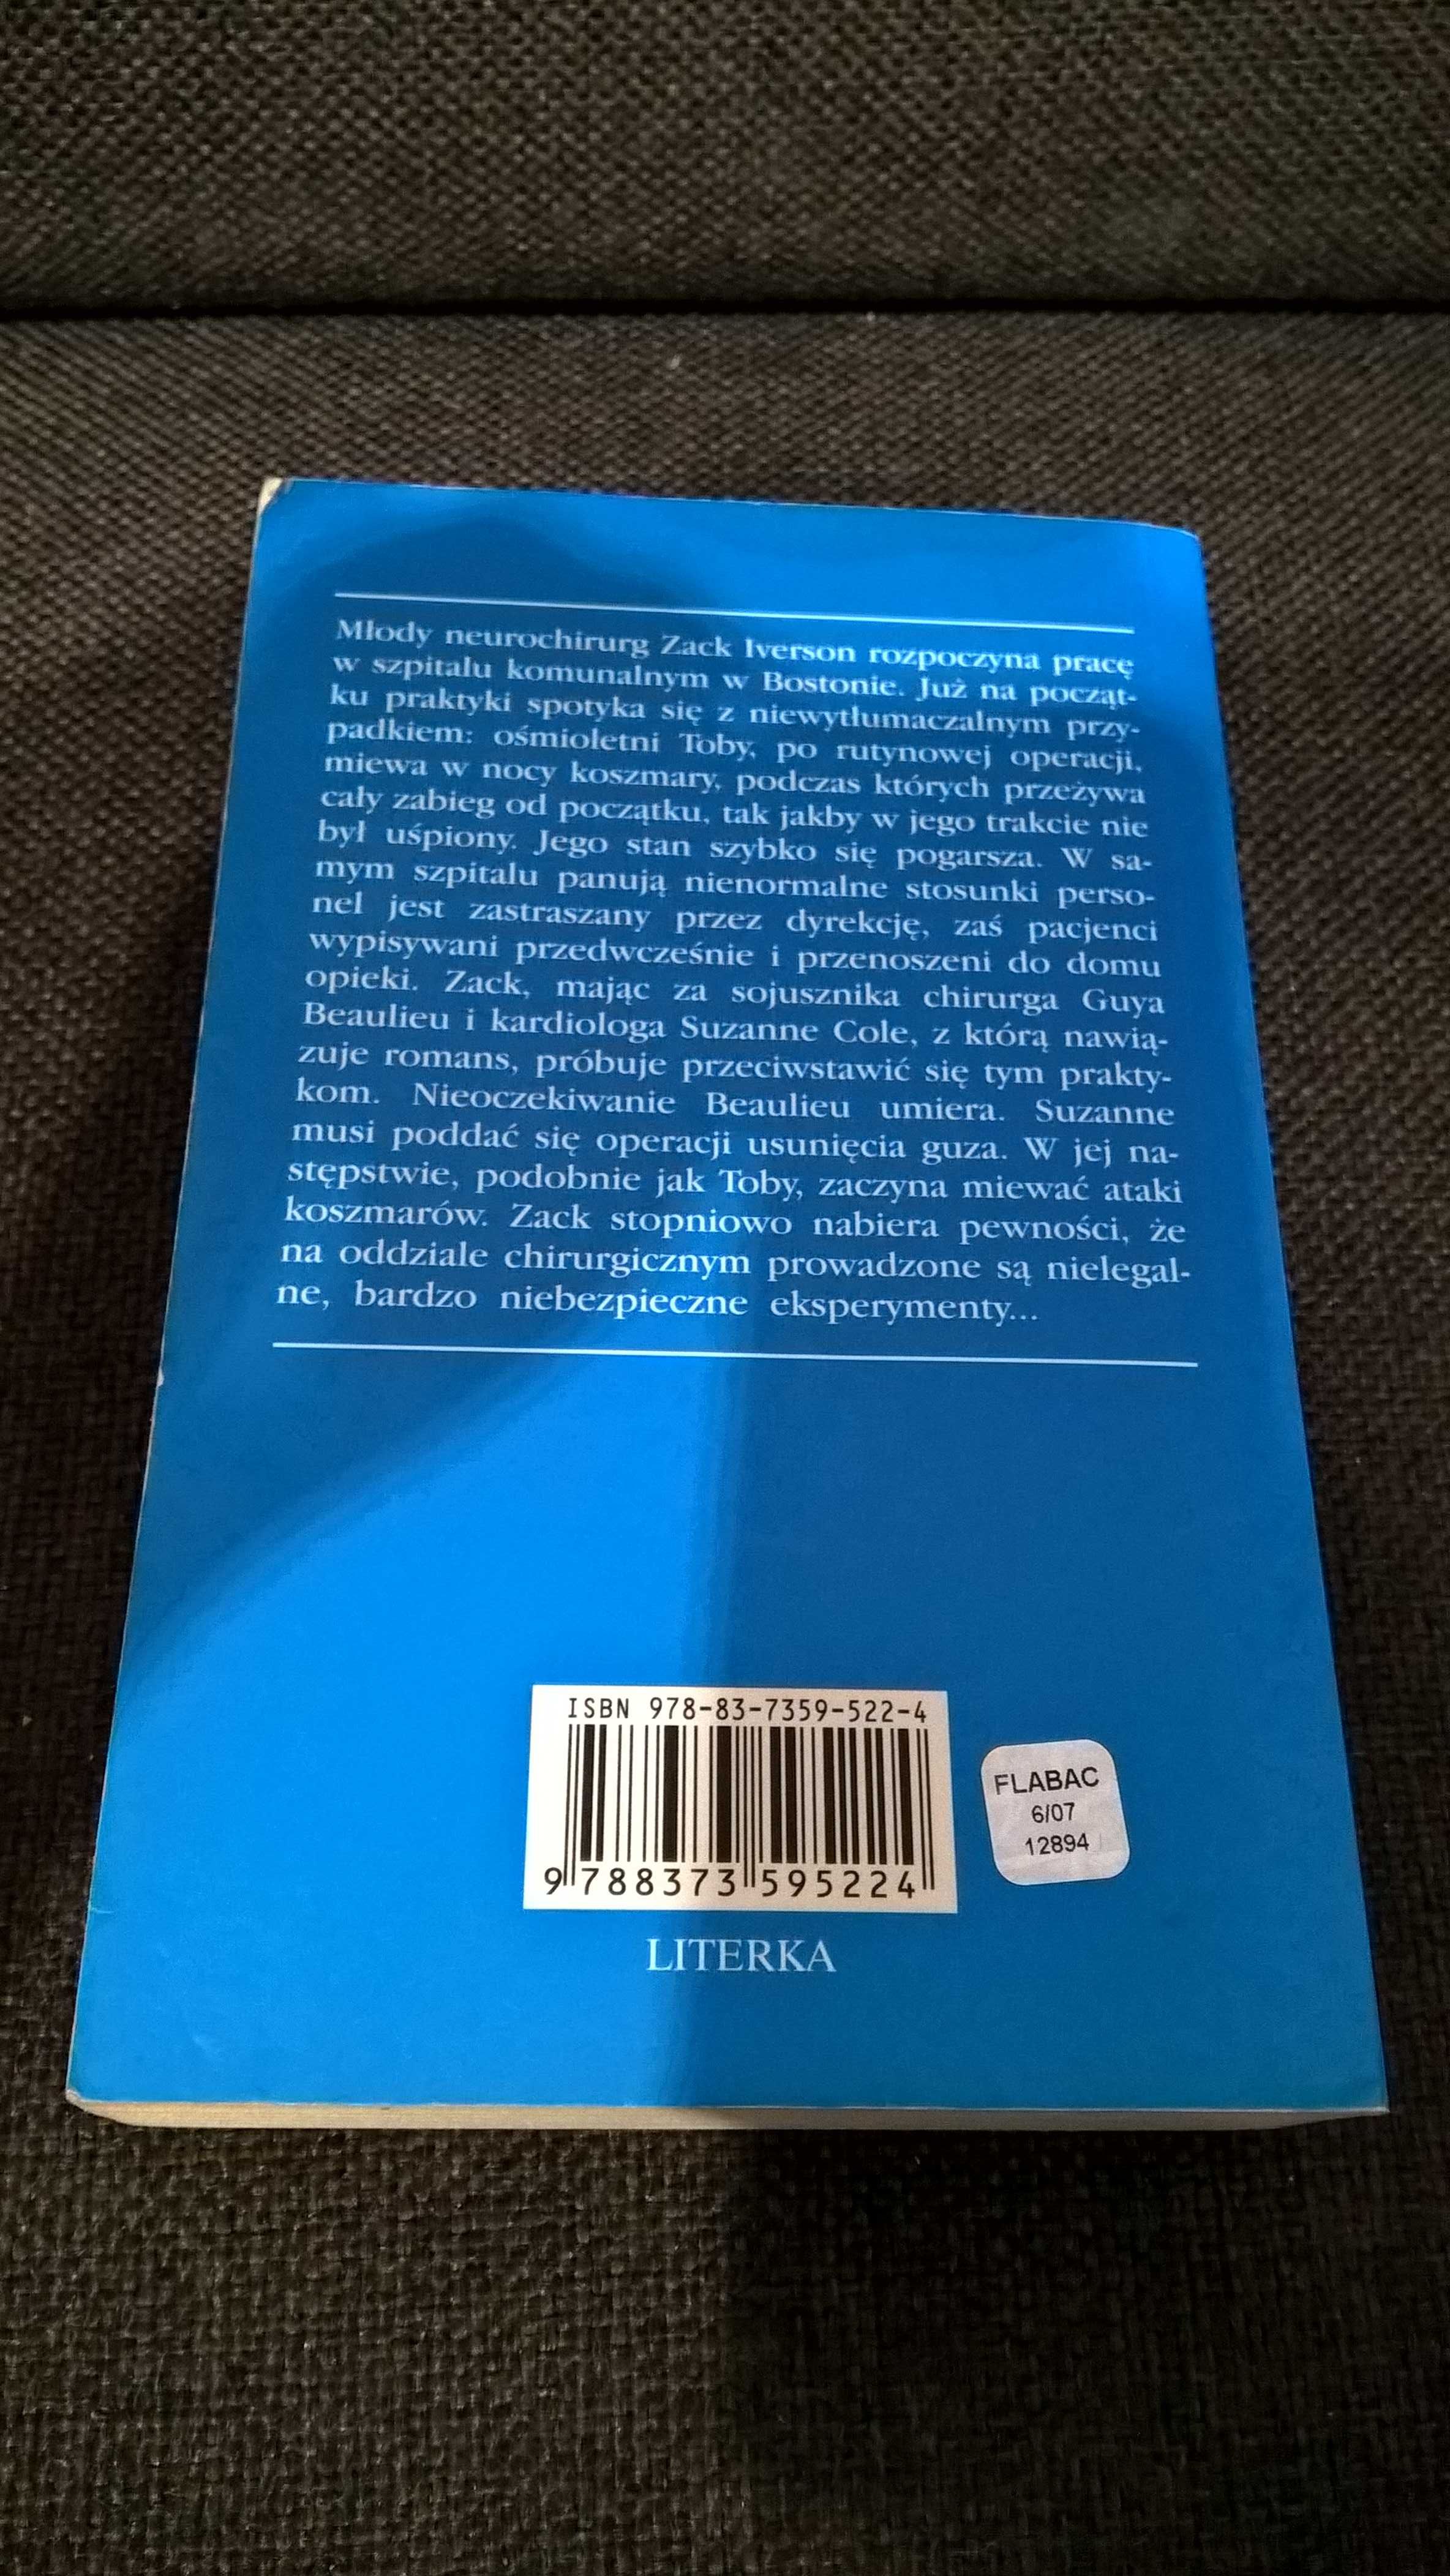 Młody neurochirurg Zack Iverson rozpoczyna pracę
w szpitalu komunalnym w Bostonie. Już na począt-
ku praktyki spotyka się z niewytłumaczalnym przy-
padkiem: ośmioletni Toby, po rutynowej operacji,
miewa w nocy koszmary, podczas których przeżywa
cały zabieg od początku, tak jakby w jego trakcie nie
był uśpiony. Jego stan szybko się pogarsza. W sa-
mym szpitalu panują nienormalne stosunki perso-
nel jest zastraszany przez dyrekcję, zaś pacjenci
wypisywani przedwcześnie i przenoszeni do domu
opieki. Zack, mając za sojusznika chirurga Guya
Beaulieu i kardiologa Suzanne Cole, z którą nawią-
zuje romans, próbuje przeciwstawić się tym prakty-
kom. Nieoczekiwanie Beaulieu umiera. Suzanne
musi poddać się operacji usunięcia guza. W jej na-
stępstwie, podobnie jak Toby, zaczyna miewać ataki
koszmarów. Zack stopniowo nabiera pewności, że
na oddziale chirurgicznym prowadzone są nielegal-
ne, bardzo niebezpieczne eksperymenty...
ISBN 978-83-7359-522-4
9 788373 595224
FLABAC
6/07
12894
LITERKA